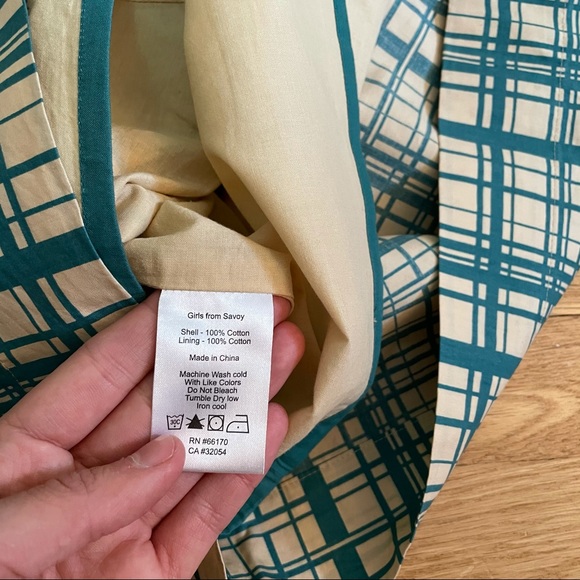 Girls from Savoy
Shell - 100% Cotton
Lining - 100% Cotton
Made in China
Machine Wash cold
With Like Colors
Do Not Bleach
Tumble Dry low
Iron cool
30C
RN #66170
CA #32054